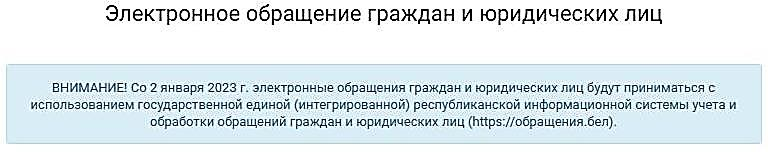 Электронное обращение граждан и юридических лиц
ВНИМАНИЕ! Со 2 января 2023 г. электронные обращения граждан и юридических лиц будут приниматься с
использованием государственной единой (интегрированной) республиканской информационной системы учета и
обработки обращений граждан и юридических лиц (https://обращения.бел).